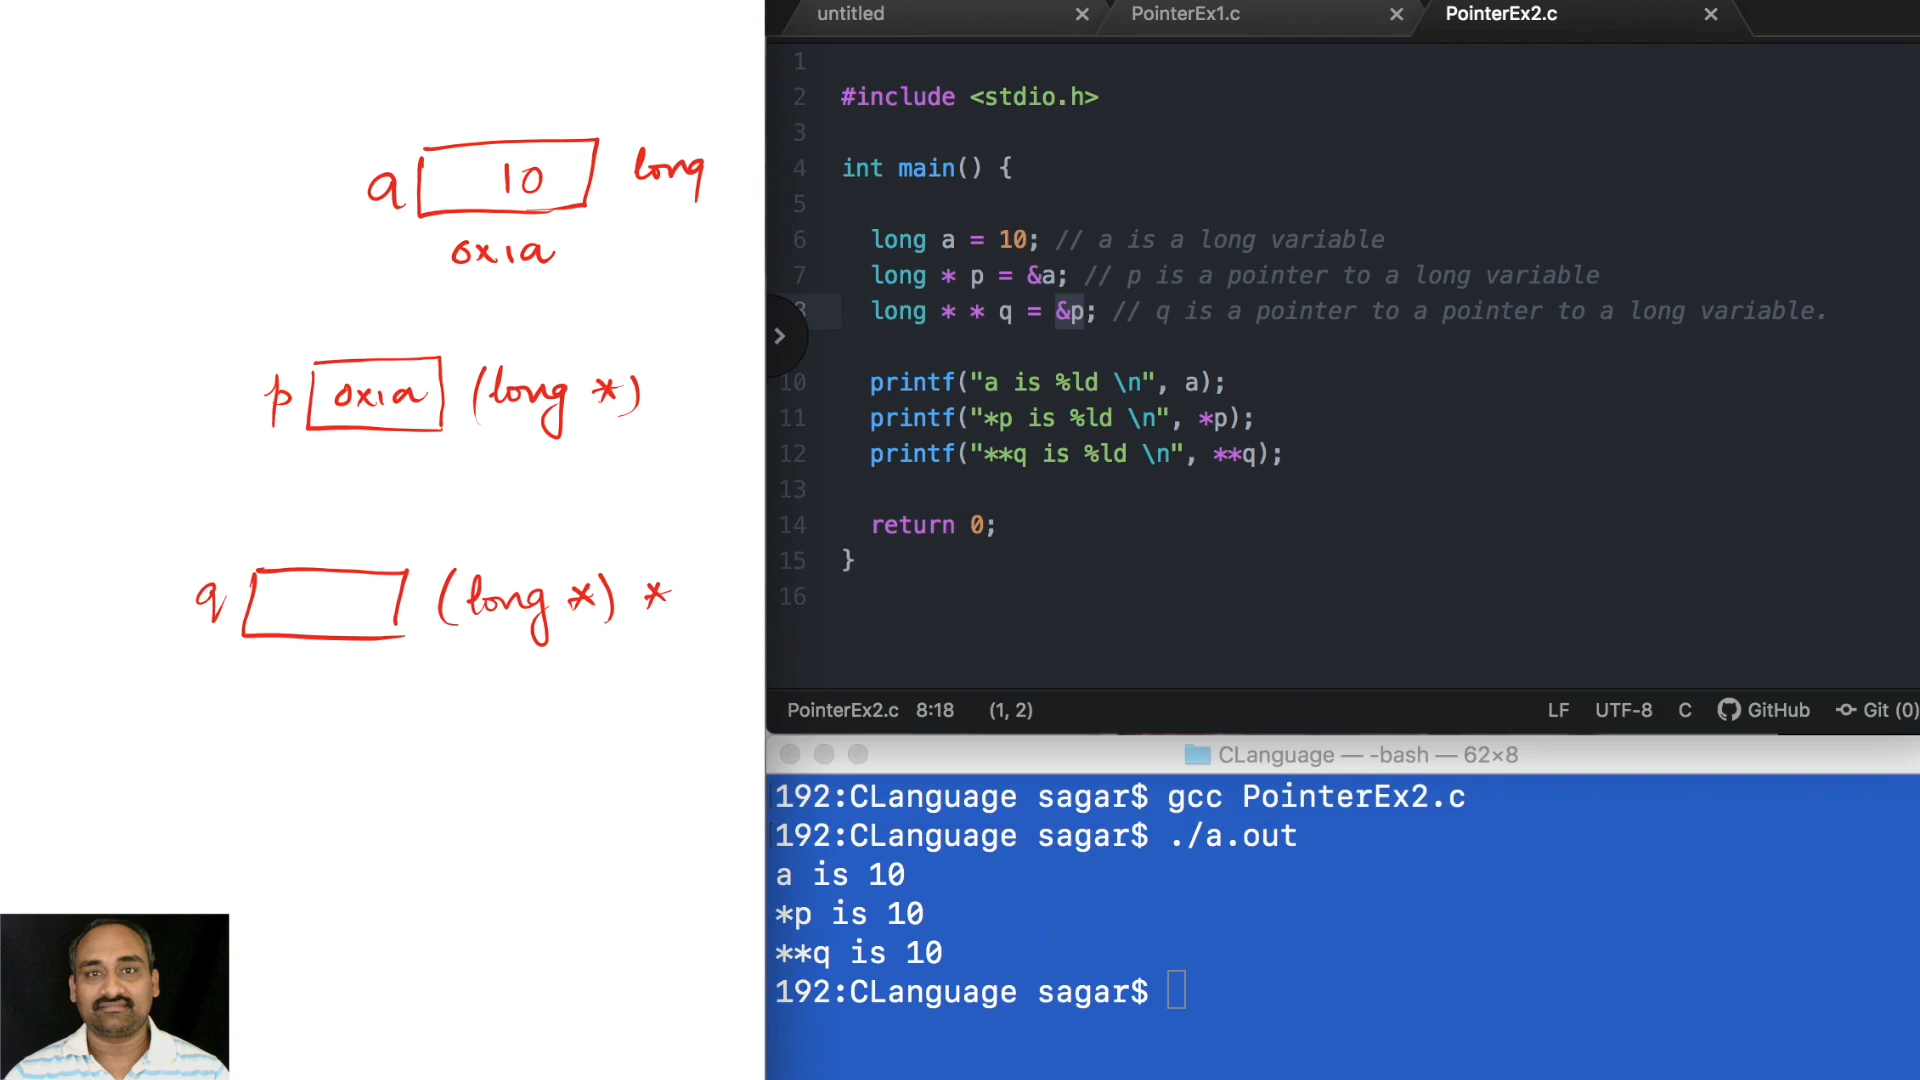 a 10 long
0x1a
p 0x1a (long *)
q (long *) *
untitled
PointerEx1.c
PointerEx2.c
1
2 #include <stdio.h>
3
4 int main() {
5
6 long a = 10; // a is a long variable
7 long * p = &a; // p is a pointer to a long variable
8 long * * q = &p; // q is a pointer to a pointer to a long variable.
10 printf("a is %ld \n", a);
11 printf("*p is %ld \n", *p);
12 printf("**q is %ld \n", **q);
13
14 return 0;
15 }
16
PointerEx2.c 8:18 (1, 2) LF UTF-8 C GitHub Git (0)
CLanguage — -bash — 62×8
192:CLanguage sagar$ gcc PointerEx2.c
192:CLanguage sagar$ ./a.out
a is 10
*p is 10
**q is 10
192:CLanguage sagar$